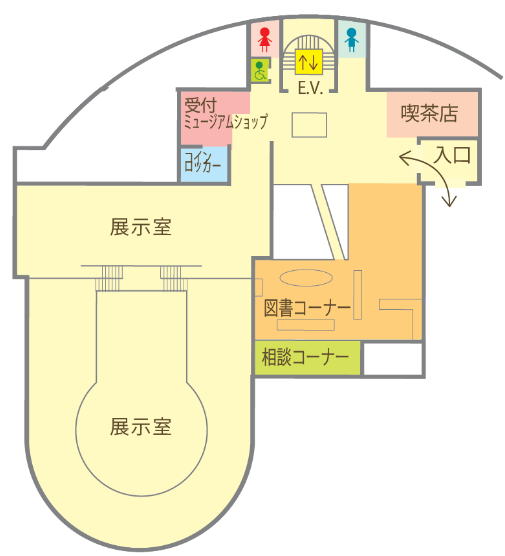 E.V.
受付
ミュージアムショップ
喫茶店
コイン
ロッカー
入口
展示室
図書コーナー
相談コーナー
展示室